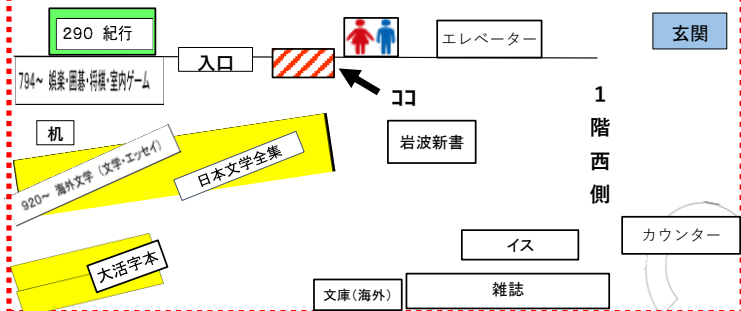 290 紀行
エレベーター
玄関
入口
794～ 娯楽・囲碁・将棋・室内ゲーム
ココ
1階西側
机
岩波新書
920～ 海外文学（文学・エッセイ）
日本文学全集
カウンター
イス
大活字本
文庫（海外）
雑誌